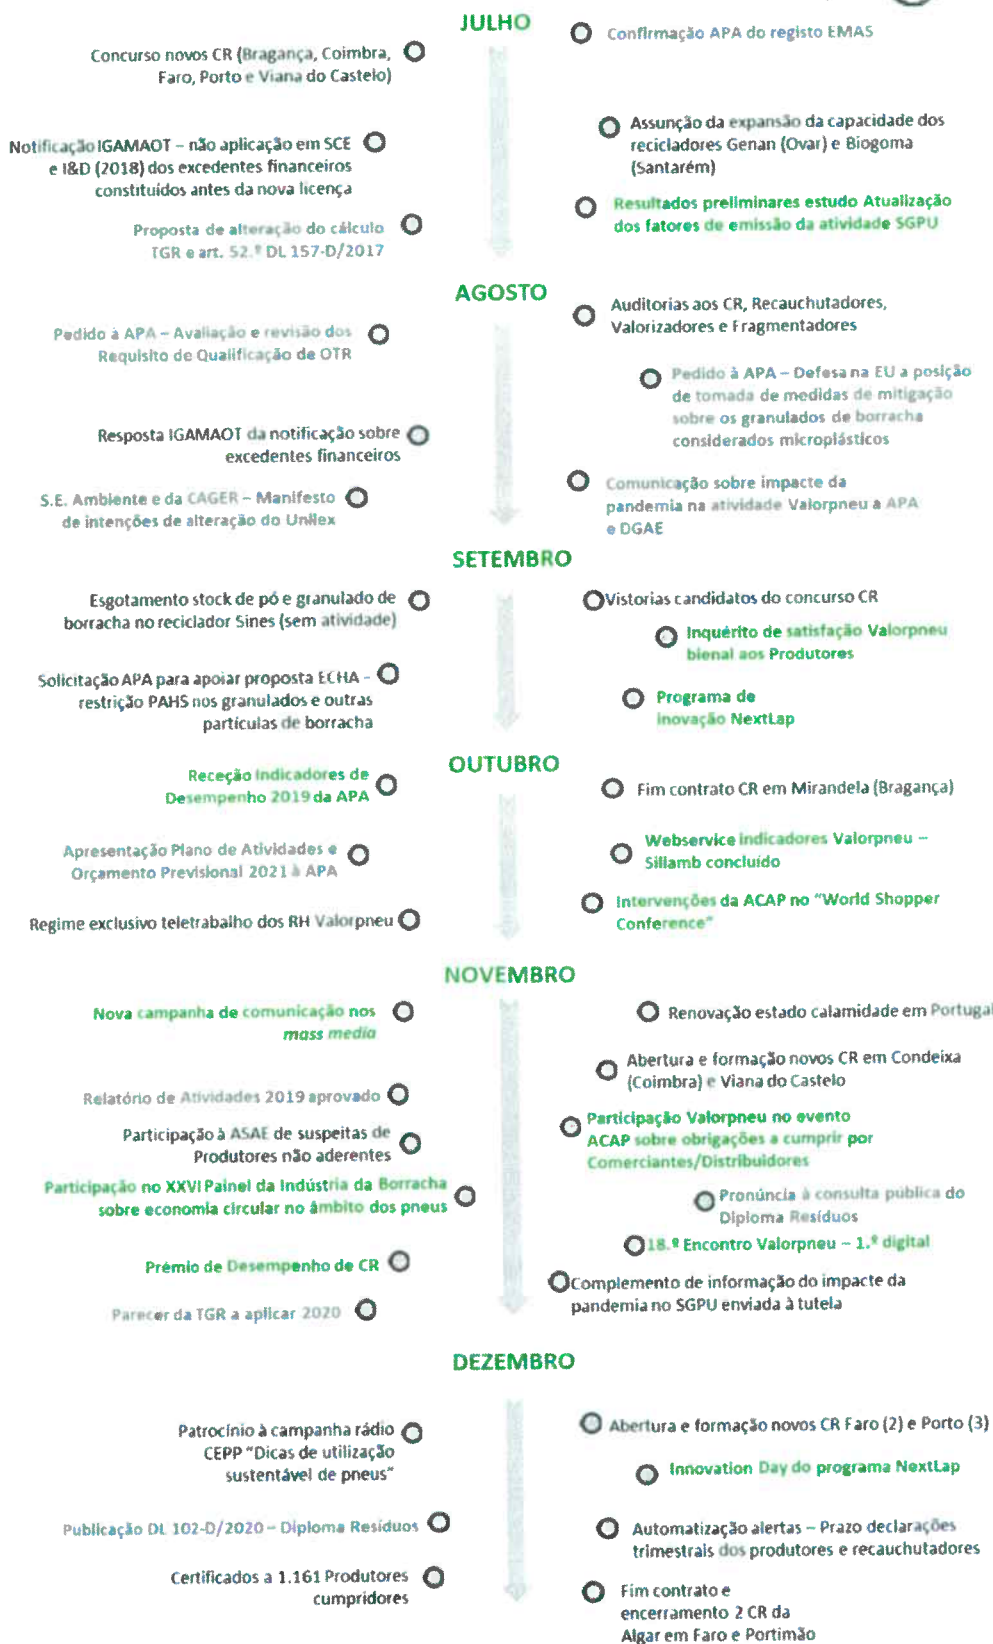 JULHO
Concurso novos CR (Bragança, Coimbra,
Faro, Porto e Viana do Castelo)
Confirmação APA do registo EMAS
Notificação IGAMAOT – não aplicação em SCE
e I&D (2018) dos excedentes financeiros
constituídos antes da nova licença
Assunção da expansão da capacidade dos
recicladores Genan (Ovar) e Biogoma
(Santarém)
Proposta de alteração do cálculo
TGR e art. 52.º DL 157-D/2017
Resultados preliminares estudo Atualização
dos fatores de emissão da atividade SGPU
AGOSTO
Pedido à APA – Avaliação e revisão dos
Requisito de Qualificação de OTR
Auditorias aos CR, Recauchutadores,
Valorizadores e Fragmentadores
Pedido à APA – Defesa na EU a posição
de tomada de medidas de mitigação
sobre os granulados de borracha
considerados microplásticos
Resposta IGAMAOT da notificação sobre
excedentes financeiros
S.E. Ambiente e da CAGER – Manifesto
de intenções de alteração do Unilex
Comunicação sobre impacte da
pandemia na atividade Valorpneu a APA
e DGAE
SETEMBRO
Esgotamento stock de pó e granulado de
borracha no reciclador Sines (sem atividade)
Vistorias candidatos do concurso CR
Inquérito de satisfação Valorpneu
bienal aos Produtores
Solicitação APA para apoiar proposta ECHA -
restrição PAHS nos granulados e outras
partículas de borracha
Programa de
inovação NextLap
OUTUBRO
Receção Indicadores de
Desempenho 2019 da APA
Fim contrato CR em Mirandela (Bragança)
Apresentação Plano de Atividades e
Orçamento Previsional 2021 à APA
Webservice indicadores Valorpneu –
Siliamb concluído
Regime exclusivo teletrabalho dos RH Valorpneu
Intervenções da ACAP no "World Shopper
Conference"
NOVEMBRO
Nova campanha de comunicação nos
mass media
Renovação estado calamidade em Portugal
Abertura e formação novos CR em Condeixa
(Coimbra) e Viana do Castelo
Relatório de Atividades 2019 aprovado
Participação à ASAE de suspeitas de
Produtores não aderentes
Participação Valorpneu no evento
ACAP sobre obrigações a cumprir por
Comerciantes/Distribuidores
Participação no XXVI Painel da Indústria da Borracha
sobre economia circular no âmbito dos pneus
Pronúncia à consulta pública do
Diploma Resíduos
18.º Encontro Valorpneu – 1.º digital
Prémio de Desempenho de CR
Complemento de informação do impacte da
pandemia no SGPU enviada à tutela
Parecer da TGR a aplicar 2020
DEZEMBRO
Patrocínio à campanha rádio
CEPP "Dicas de utilização
sustentável de pneus"
Abertura e formação novos CR Faro (2) e Porto (3)
Innovation Day do programa NextLap
Publicação DL 102-D/2020 – Diploma Resíduos
Automatização alertas – Prazo declarações
trimestrais dos produtores e recauchutadores
Certificados a 1.161 Produtores
cumpridores
Fim contrato e
encerramento 2 CR da
Algar em Faro e Portimão